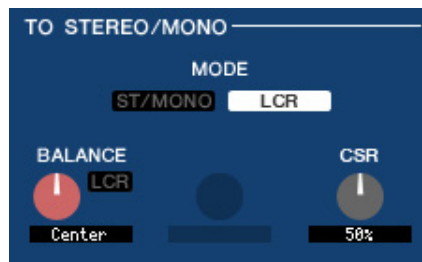 TO STEREO/MONO
MODE
ST/MONO LCR
BALANCE CSR
LCR
Center 50%